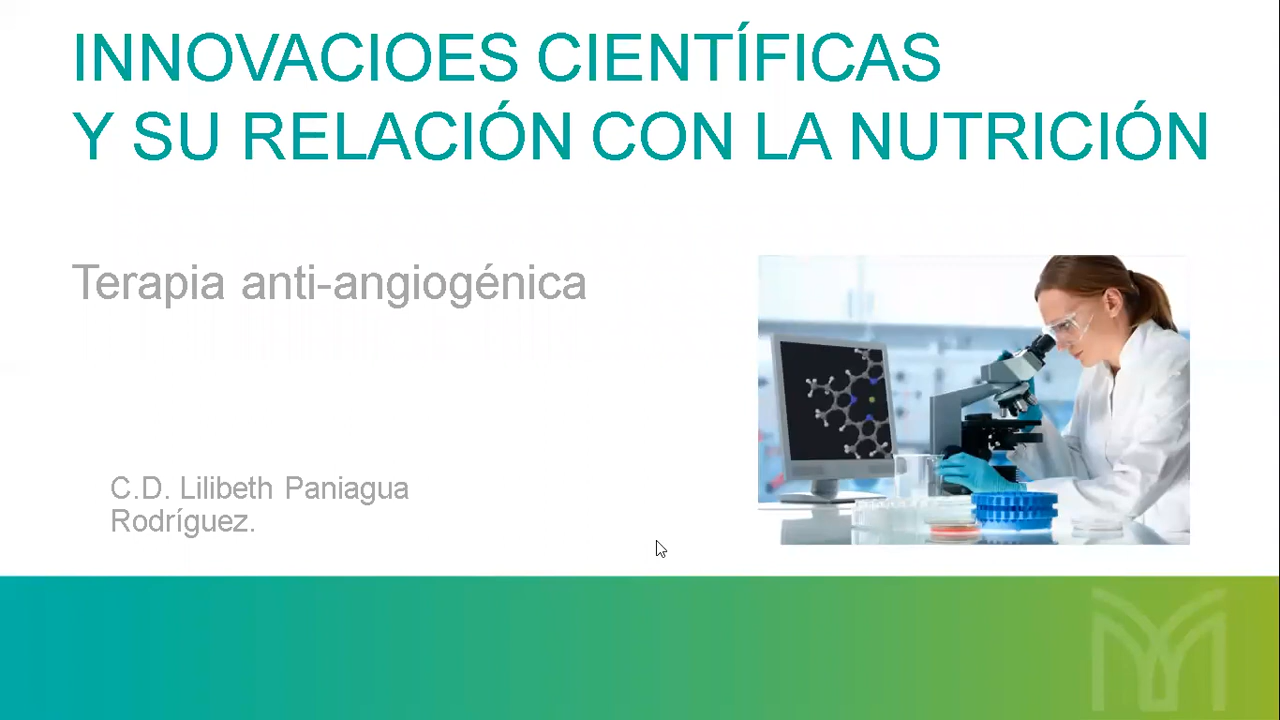 INNOVACIOES CIENTÍFICAS
Y SU RELACIÓN CON LA NUTRICIÓN
Terapia anti-angiogénica
C.D. Lilibeth Paniagua
Rodríguez.